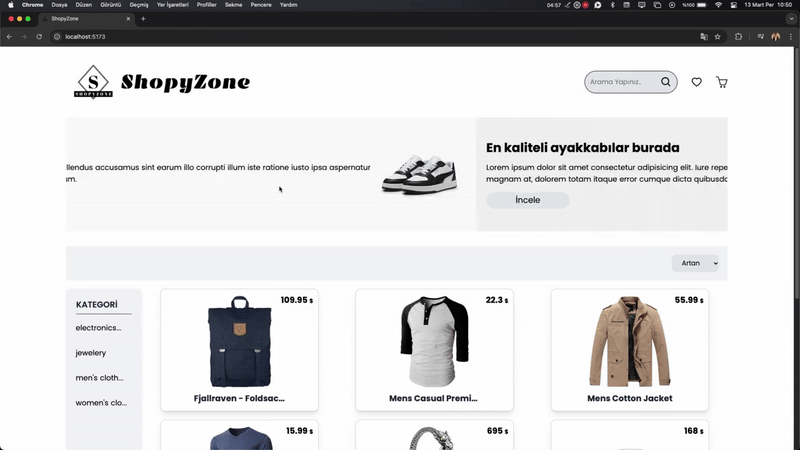 Chrome Dosya Düzen Görüntü Geçmiş Yer İşaretleri Profiller Sekme Pencere Yardım 04:57 %100 13 Mart Per 10:50
ShopyZone
localhost:5173
S
SHOPYZONE
ShopyZone
Arama Yapınız..
llendus accusamus sint earum illo corrupti illum iste ratione iusto ipsa aspernatur
ım.
En kaliteli ayakkabılar burada
Lorem ipsum dolor sit amet consectetur adipisicing elit. Iure repe
magnam at, dolorem totam itaque error cumque dicta quibusdc
İncele
Artan
KATEGORİ
electronics...
jewelery
men's cloth...
women's clo...
109.95 $
Fjallraven - Foldsac...
22.3 $
Mens Casual Premi...
55.99 $
Mens Cotton Jacket
15.99 $
695 $
168 $